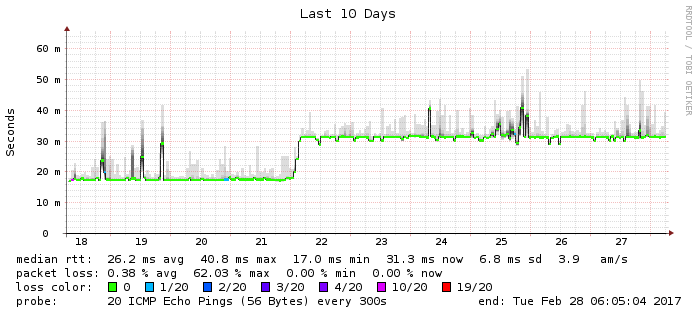 Last 10 Days
RRDTOOL / TOBI OETIKER
Seconds
60 m
50 m
40 m
30 m
20 m
10 m
0
18 19 20 21 22 23 24 25 26 27
median rtt: 26.2 ms avg 40.8 ms max 17.0 ms min 31.3 ms now 6.8 ms sd 3.9 am/s
packet loss: 0.38 % avg 62.03 % max 0.00 % min 0.00 % now
loss color: 0 1/20 2/20 3/20 4/20 10/20 19/20
probe: 20 ICMP Echo Pings (56 Bytes) every 300s end: Tue Feb 28 06:05:04 2017